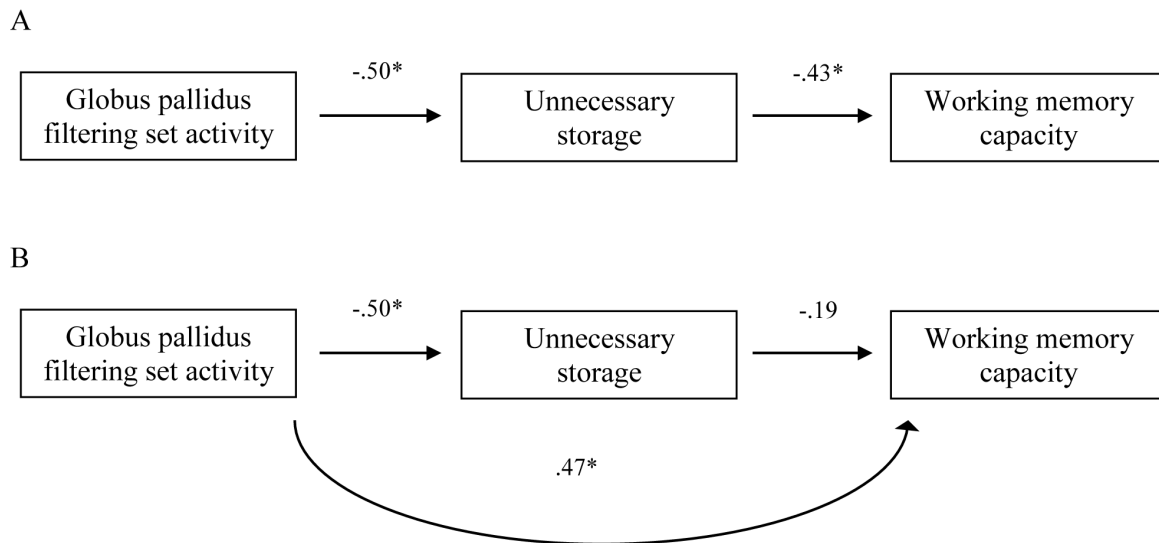 A
-.50*
-.43*
Globus pallidus
filtering set activity
Unnecessary
storage
Working memory
capacity
B
-.50*
-.19
Globus pallidus
filtering set activity
Unnecessary
storage
Working memory
capacity
.47*